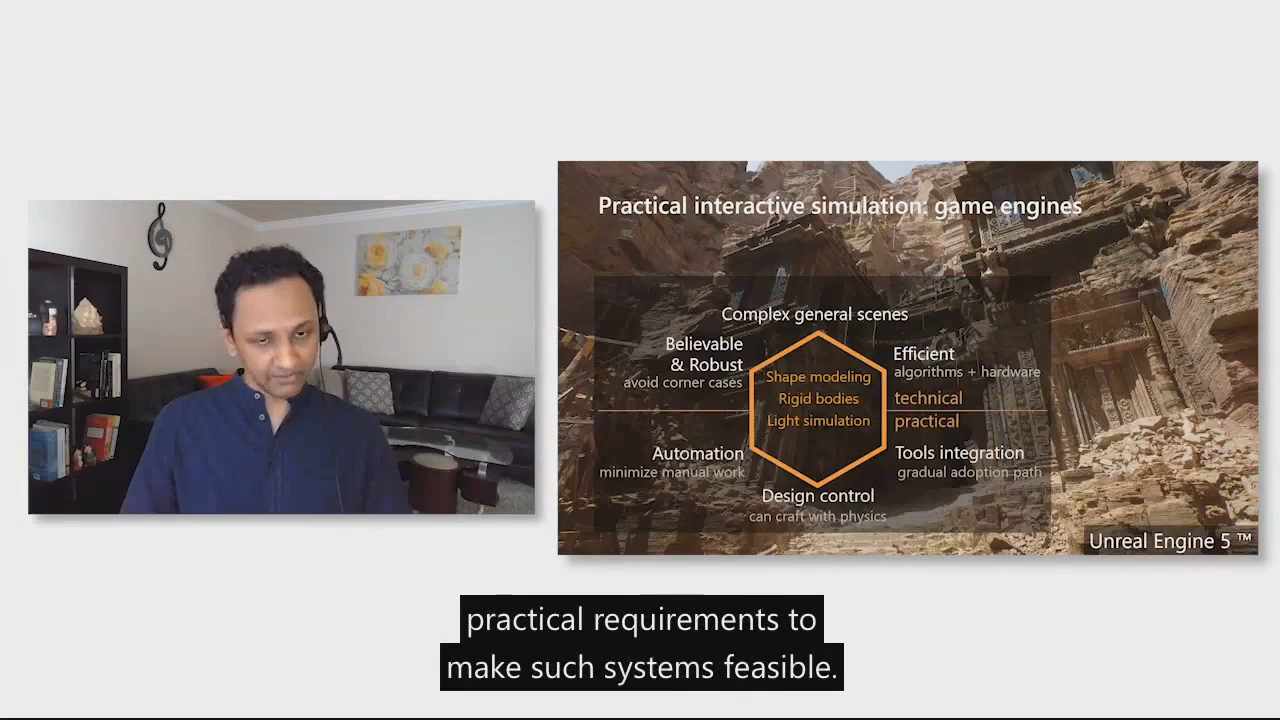 Practical interactive simulation: game engines
Complex general scenes
Believable
& Robust
avoid corner cases
Efficient
algorithms + hardware
Shape modeling
Rigid bodies
Light simulation
technical
practical
Automation
minimize manual work
Tools integration
gradual adoption path
Design control
can craft with physics
Unreal Engine 5 ™
practical requirements to
make such systems feasible.